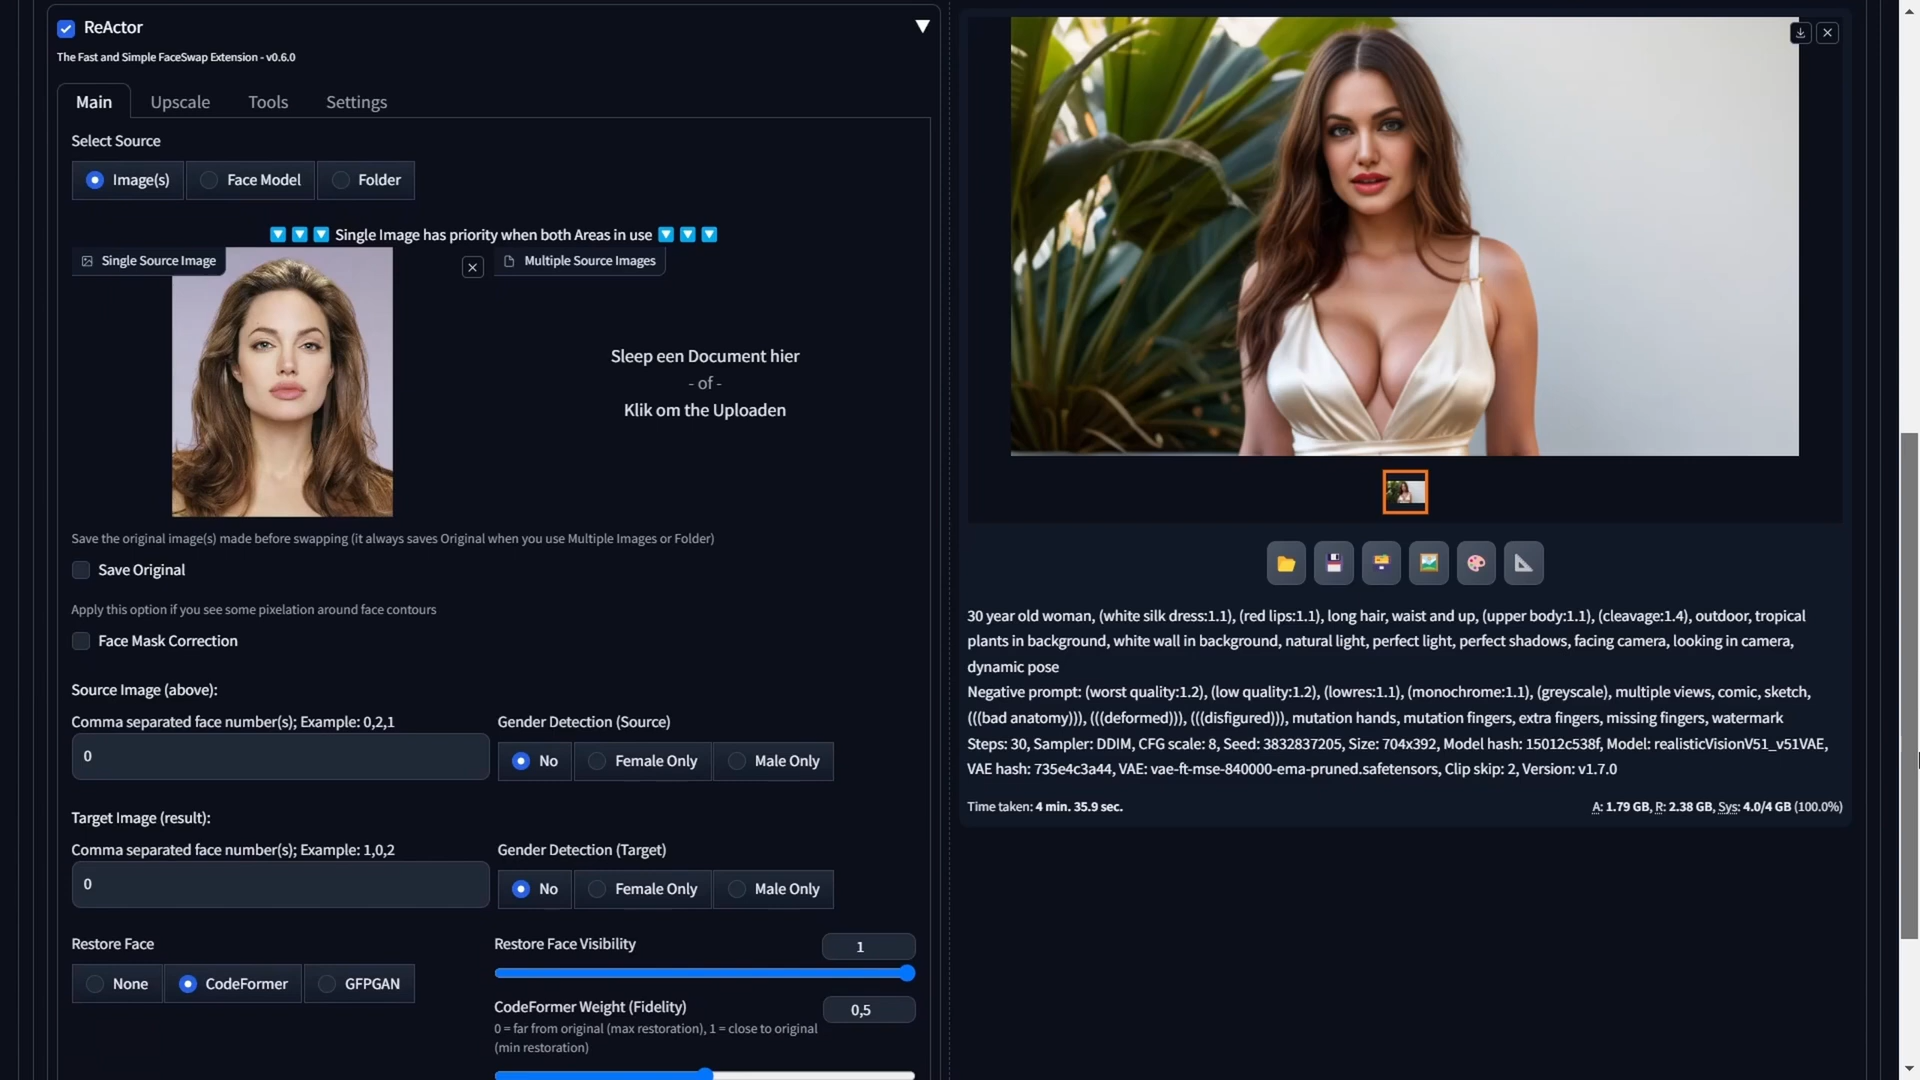 ReActor
The Fast and Simple FaceSwap Extension - v0.6.0
Main
Upscale
Tools
Settings
Select Source
Image(s)
Face Model
Folder
Single Image has priority when both Areas in use
Single Source Image
Multiple Source Images
Sleep een Document hier
- of -
Klik om the Uploaden
Save the original image(s) made before swapping (it always saves Original when you use Multiple Images or Folder)
Save Original
Apply this option if you see some pixelation around face contours
Face Mask Correction
Source Image (above):
Comma separated face number(s); Example: 0,2,1
Gender Detection (Source)
0
No
Female Only
Male Only
Target Image (result):
Comma separated face number(s); Example: 1,0,2
Gender Detection (Target)
0
No
Female Only
Male Only
Restore Face
None
CodeFormer
GFPGAN
Restore Face Visibility
1
CodeFormer Weight (Fidelity)
0,5
0 = far from original (max restoration), 1 = close to original
(min restoration)
30 year old woman, (white silk dress:1.1), (red lips:1.1), long hair, waist and up, (upper body:1.1), (cleavage:1.4), outdoor, tropical
plants in background, white wall in background, natural light, perfect light, perfect shadows, facing camera, looking in camera,
dynamic pose
Negative prompt: (worst quality:1.2), (low quality:1.2), (lowres:1.1), (monochrome:1.1), (greyscale), multiple views, comic, sketch,
(((bad anatomy))), (((deformed))), (((disfigured))), mutation hands, mutation fingers, extra fingers, missing fingers, watermark
Steps: 30, Sampler: DDIM, CFG scale: 8, Seed: 3832837205, Size: 704x392, Model hash: 15012c538f, Model: realisticVisionV51_v51VAE,
VAE hash: 735e4c3a44, VAE: vae-ft-mse-840000-ema-pruned.safetensors, Clip skip: 2, Version: v1.7.0
Time taken: 4 min. 35.9 sec.
A: 1.79 GB, R: 2.38 GB, Sys: 4.0/4 GB (100.0%)